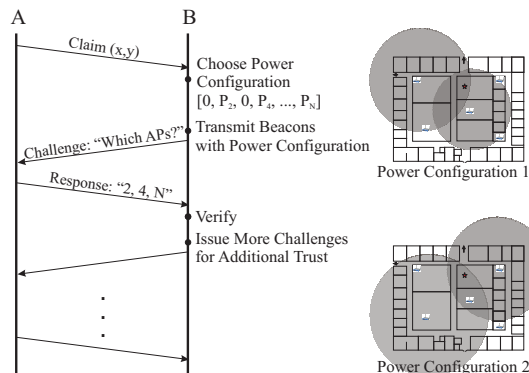 A
B
Claim (x,y)
Choose Power
Configuration
[0, P2, 0, P4, ..., PN]
Transmit Beacons
with Power Configuration
Challenge: “Which APs?”
Response: “2, 4, N”
Verify
Issue More Challenges
for Additional Trust
Power Configuration 1
Power Configuration 2